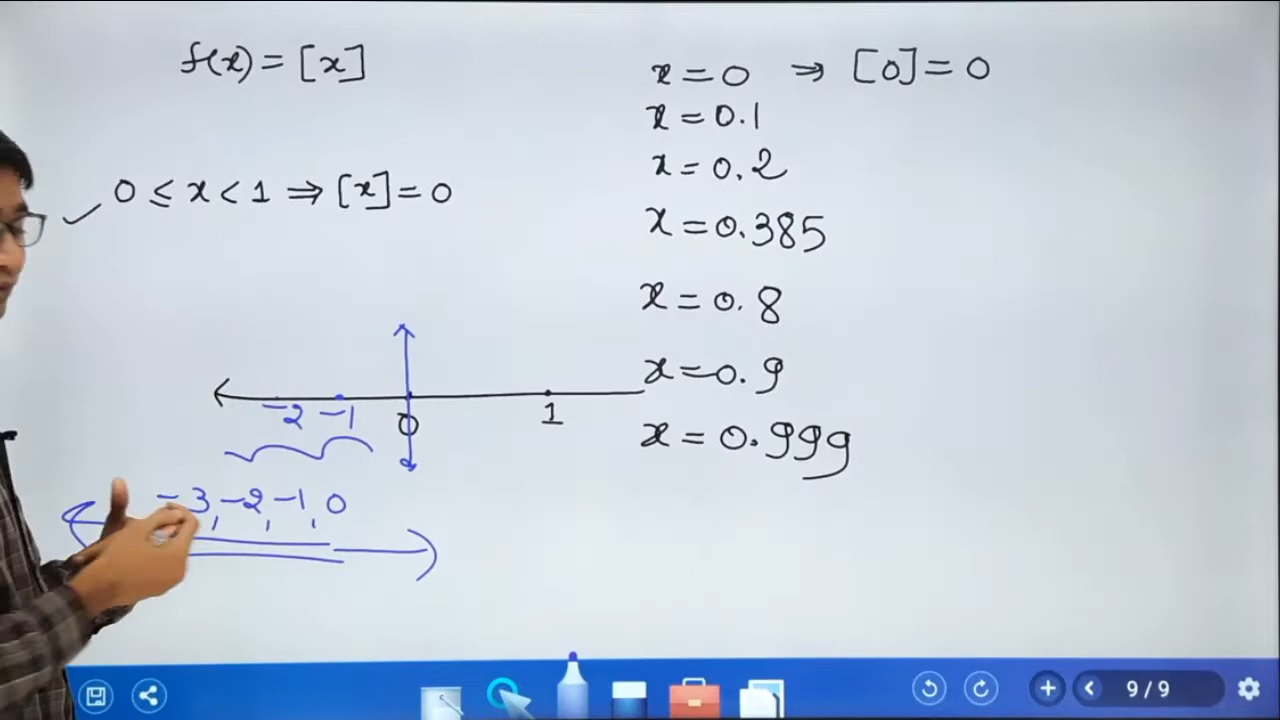 f(x) = [x]
0 ≤ x < 1 ⇒ [x] = 0
-2 -1 0 1
-3, -2, -1, 0
x = 0 ⇒ [0] = 0
x = 0.1
x = 0.2
x = 0.385
x = 0.8
x = 0.9
x = 0.999
9/9